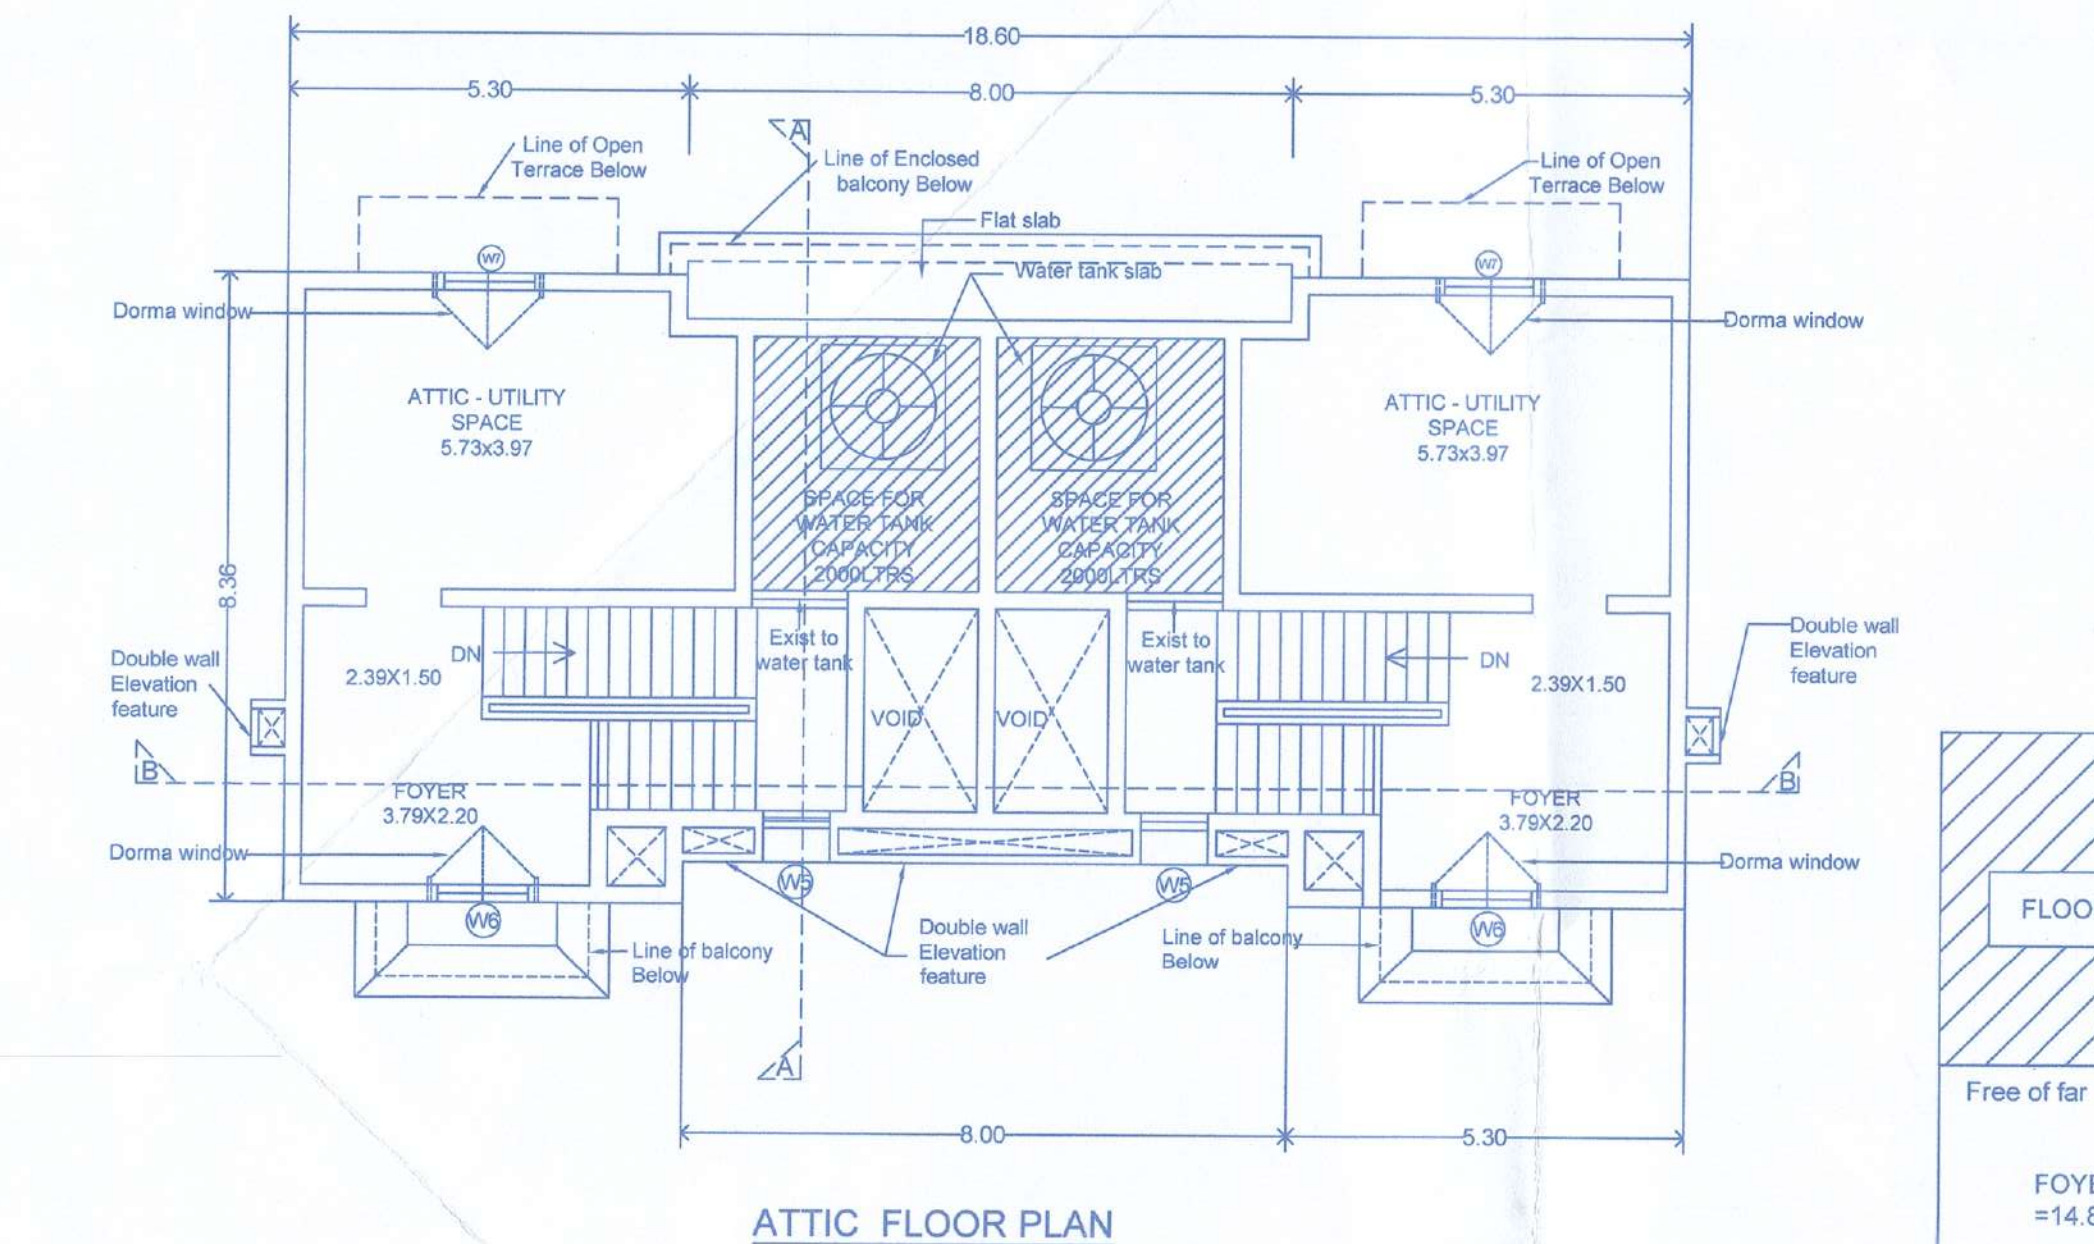 18.60
5.30
8.00
5.30
A
Line of Open
Terrace Below
Line of Enclosed
balcony Below
Line of Open
Terrace Below
Flat slab
W7
Water tank slab
W7
Dorma window
Dorma window
ATTIC - UTILITY
SPACE
5.73x3.97
ATTIC - UTILITY
SPACE
5.73x3.97
SPACE FOR
WATER TANK
CAPACITY
2000LTRS
SPACE FOR
WATER TANK
CAPACITY
2000LTRS
8.36
Double wall
Elevation
feature
2.39X1.50
DN
Exist to
water tank
VOID
VOID
Exist to
water tank
DN
2.39X1.50
Double wall
Elevation
feature
B
B
FOYER
3.79X2.20
FOYER
3.79X2.20
Dorma window
Dorma window
W5
W5
W6
W6
Line of balcony
Below
Double wall
Elevation
feature
Line of balcony
Below
A
8.00
5.30
ATTIC FLOOR PLAN
FLOO
Free of far
FOYE
=14.8